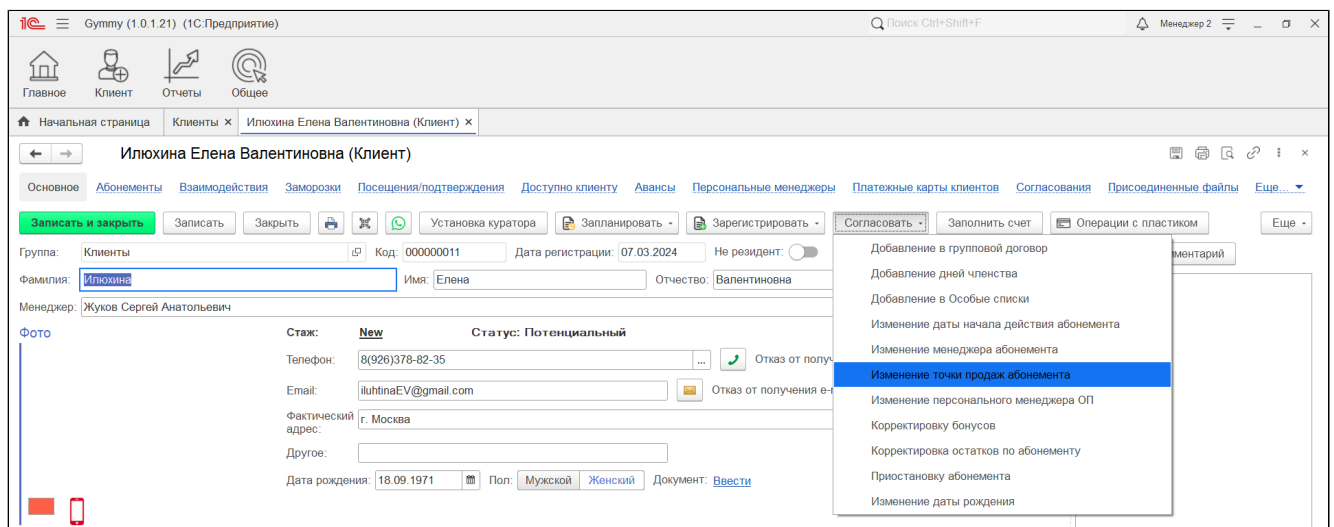 1С Gymmy (1.0.1.21) (1С:Предприятие) Поиск Ctrl+Shift+F Менеджер 2
Главное Клиент Отчеты Общее
Начальная страница Клиенты × Илюхина Елена Валентиновна (Клиент) ×
Илюхина Елена Валентиновна (Клиент)
Основное Абонементы Взаимодействия Заморозки Посещения/подтверждения Доступно клиенту Авансы Персональные менеджеры Платежные карты клиентов Согласования Присоединенные файлы Еще...
Записать и закрыть Записать Закрыть Установка куратора Запланировать Зарегистрировать Согласовать Заполнить счет Операции с пластиком Еще
Группа: Клиенты Код: 000000011 Дата регистрации: 07.03.2024 Не резидент:
Фамилия: Илюхина Имя: Елена Отчество: Валентиновна
Менеджер: Жуков Сергей Анатольевич
Фото Стаж: New Статус: Потенциальный
Телефон: 8(926)378-82-35 ... Отказ от
Email: iluhtinaEV@gmail.com Отказ от получения
Фактический адрес: г. Москва
Другое:
Дата рождения: 18.09.1971 Пол: Мужской Женский Документ: Ввести
Добавление в групповой договор
Добавление дней членства
Добавление в Особые списки
Изменение даты начала действия абонемента
Изменение менеджера абонемента
Изменение точки продаж абонемента
Изменение персонального менеджера ОП
Корректировку бонусов
Корректировка остатков по абонементу
Приостановку абонемента
Изменение даты рождения